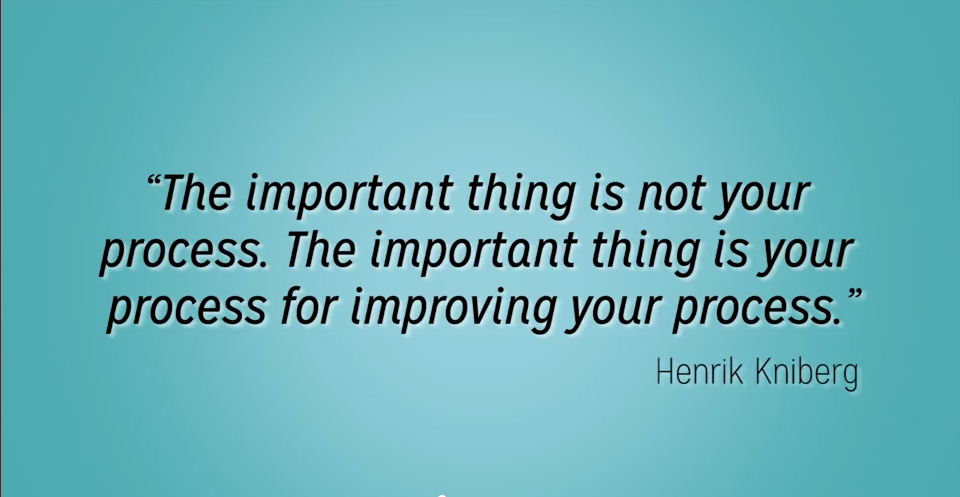 “The important thing is not your
process. The important thing is your
process for improving your process.”
Henrik Kniberg